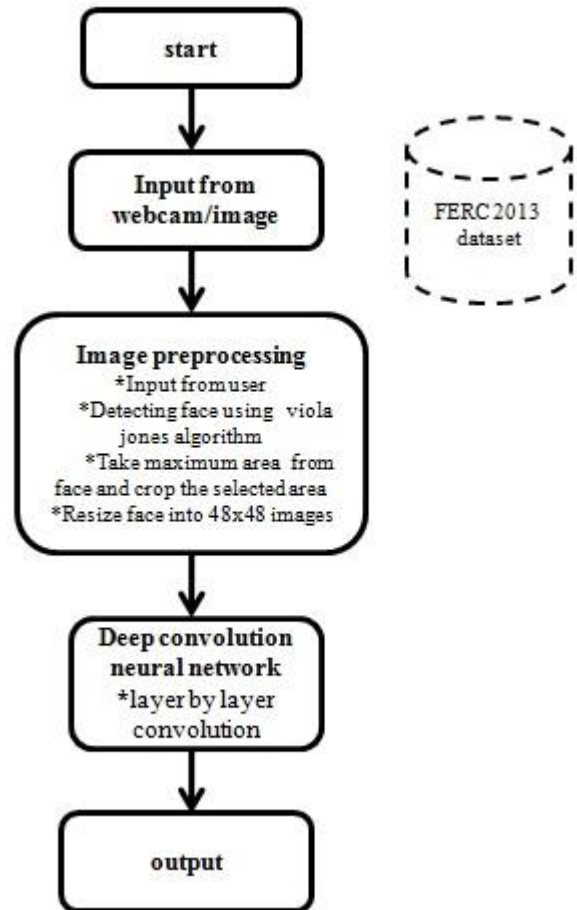 start
Input from
webcam/image
FERC 2013
dataset
Image preprocessing
*Input from user
*Detecting face using viola
jones algorithm
*Take maximum area from
face and crop the selected area
*Resize face into 48x48 images
Deep convolution
neural network
*layer by layer
convolution
output